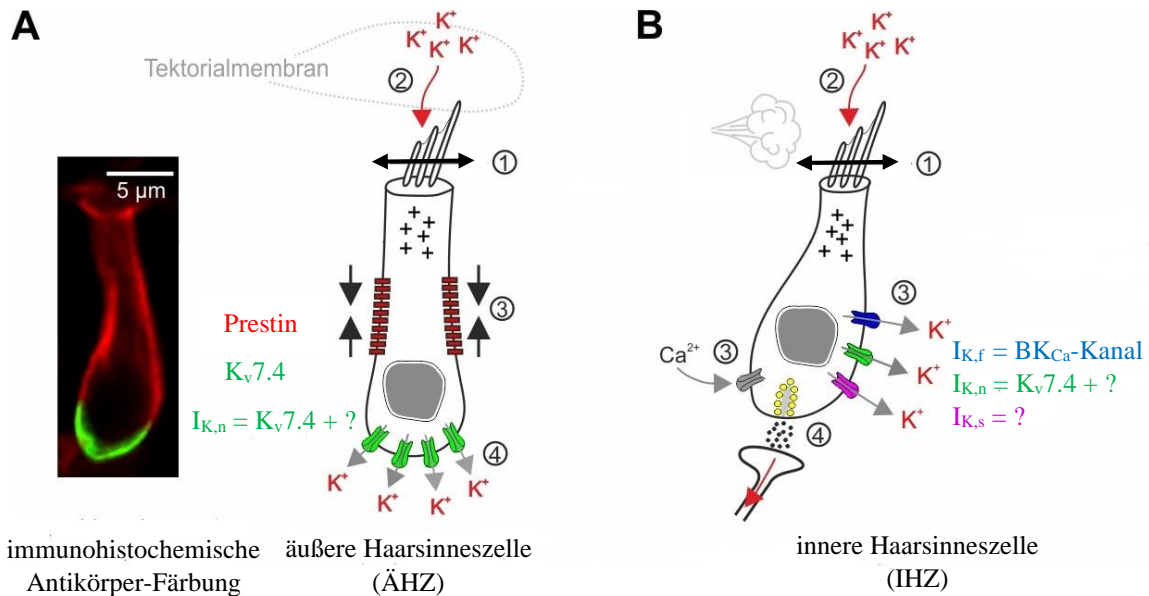 A
K⁺
K⁺ K⁺
K⁺ K⁺
Tektorialmembran
②
①
5 µm
+ + + + + +
③
Prestin
Kv7.4
IK,n = Kv7.4 + ?
④
K⁺ K⁺ K⁺ K⁺
immunohistochemische
Antikörper-Färbung
äußere Haarsinneszelle
(ÄHZ)
B
K⁺
K⁺ K⁺
K⁺ K⁺
②
①
+ + + + + +
③
K⁺
Ca²⁺ ③
K⁺
K⁺
IK,f = BKCa-Kanal
IK,n = Kv7.4 + ?
IK,s = ?
④
innere Haarsinneszelle
(IHZ)